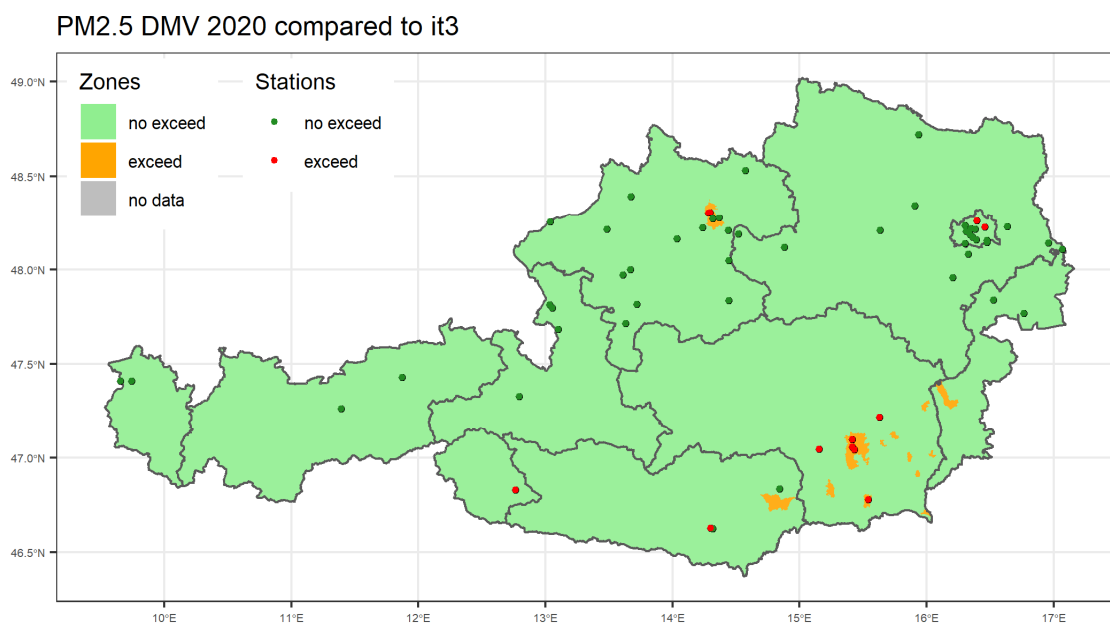 PM2.5 DMV 2020 compared to it3
Zones
no exceed
exceed
no data
Stations
no exceed
exceed
49.0°N
48.5°N
48.0°N
47.5°N
47.0°N
46.5°N
10°E
11°E
12°E
13°E
14°E
15°E
16°E
17°E